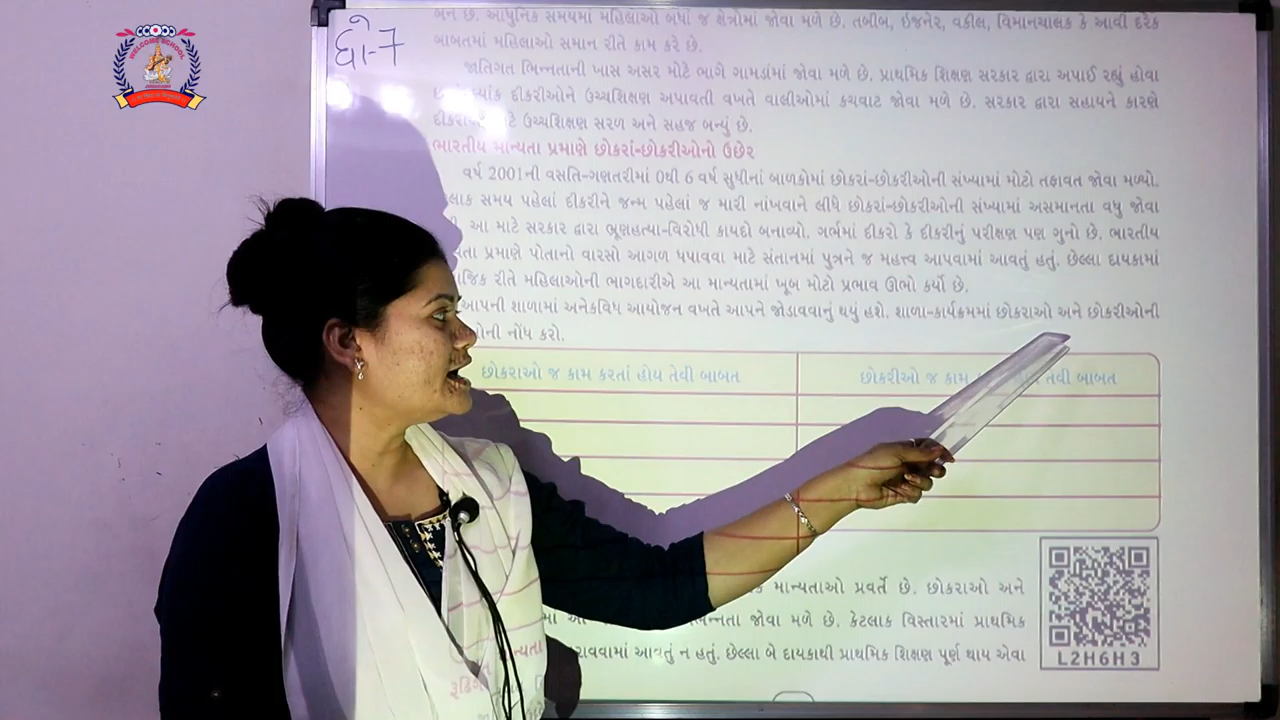 WELCOME SCHOOL
ધો-7
બને છે. આધુનિક સમયમાં મહિલાઓ બધાં જ ક્ષેત્રોમાં જોવા મળે છે. તબીબ, ઇજનેર, વકીલ, વિમાનચાલક કે આવી દરેક
બાબતમાં મહિલાઓ સમાન રીતે કામ કરે છે.
જાતિગત ભિન્નતાની ખાસ અસર મોટે ભાગે ગામડાંમાં જોવા મળે છે. પ્રાથમિક શિક્ષણ સરકાર દ્વારા અપાઈ રહ્યું હોવા
દીકરીઓને ઉચ્ચશિક્ષણ અપાવતી વખતે વાલીઓમાં કચવાટ જોવા મળે છે. સરકાર દ્વારા સહાયને કારણે
ઉચ્ચશિક્ષણ સરળ અને સહજ બન્યું છે.
ભારતીય માન્યતા પ્રમાણે છોકરાં-છોકરીઓનો ઉછેર
વર્ષ 2001ની વસતિ-ગણતરીમાં 0થી 6 વર્ષ સુધીનાં બાળકોમાં છોકરાં-છોકરીઓની સંખ્યામાં મોટો તફાવત જોવા મળ્યો.
સમય પહેલાં દીકરીને જન્મ પહેલાં જ મારી નાંખવાને લીધે છોકરાં-છોકરીઓની સંખ્યામાં અસમાનતા વધુ જોવા
આ માટે સરકાર દ્વારા ભ્રૂણહત્યા-વિરોધી કાયદો બનાવ્યો. ગર્ભમાં દીકરો કે દીકરીનું પરીક્ષણ પણ ગુનો છે. ભારતીય
પ્રમાણે પોતાનો વારસો આગળ ધપાવવા માટે સંતાનમાં પુત્રને જ મહત્ત્વ આપવામાં આવતું હતું. છેલ્લા દાયકામાં
રીતે મહિલાઓની ભાગદારીએ આ માન્યતામાં ખૂબ મોટો પ્રભાવ ઊભો કર્યો છે.
આપની શાળામાં અનેકવિધ આયોજન વખતે આપને જોડાવવાનું થયું હશે. શાળા-કાર્યક્રમમાં છોકરાઓ અને છોકરીઓની
નોંધ કરો.
છોકરાઓ જ કામ કરતાં હોય તેવી બાબત
છોકરીઓ જ કામ તેવી બાબત
માન્યતાઓ પ્રવર્તે છે. છોકરાઓ અને
જોવા મળે છે. કેટલાક વિસ્તારમાં પ્રાથમિક
આવતું ન હતું. છેલ્લા બે દાયકાથી પ્રાથમિક શિક્ષણ પૂર્ણ થાય એવા
L2H6H3